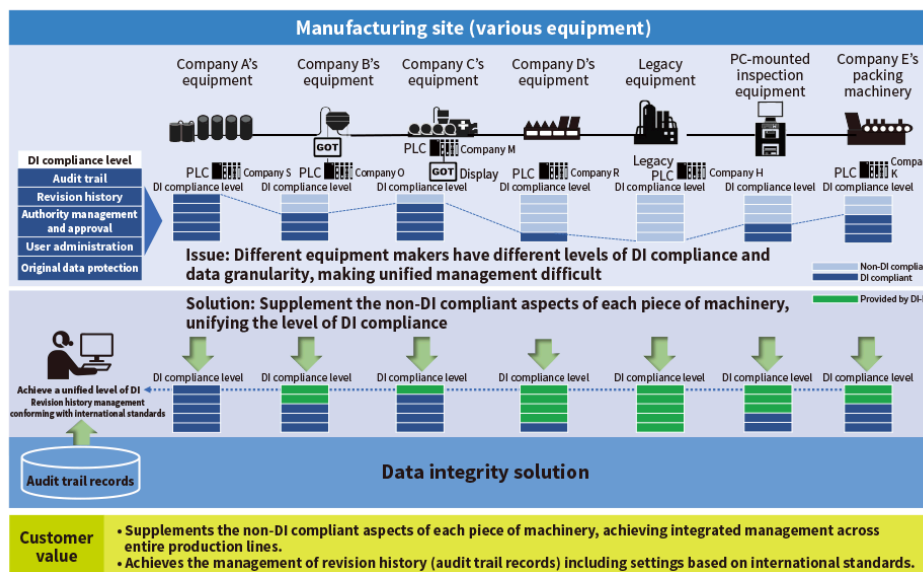 Manufacturing site (various equipment)
Company A's
equipment
Company B's
equipment
Company C's
equipment
Company D's
equipment
Legacy
equipment
PC-mounted
inspection
equipment
Company E's
packing
machinery
GOT
PLC Company M
GOT Display
PLC Company S
PLC Company O
PLC Company R
Legacy
PLC Company H
PLC
K
DI compliance level
Audit trail
Revision history
Authority management
and approval
User administration
Original data protection
DI compliance level
DI compliance level
DI compliance level
DI compliance level
DI compliance level
DI compliance level
DI compliance level
Issue: Different equipment makers have different levels of DI compliance and
data granularity, making unified management difficult
Non-DI
DI compliant
Solution: Supplement the non-DI compliant aspects of each piece of machinery,
unifying the level of DI compliance
Provided by
DI compliance level
DI compliance level
DI compliance level
DI compliance level
DI compliance level
DI compliance level
DI compliance level
Achieve a unified level of DI
Revision history management
conforming with international standards
Audit trail records
Data integrity solution
Customer
value
• Supplements the non-DI compliant aspects of each piece of machinery, achieving integrated management across
entire production lines.
• Achieves the management of revision history (audit trail records) including settings based on international standards.